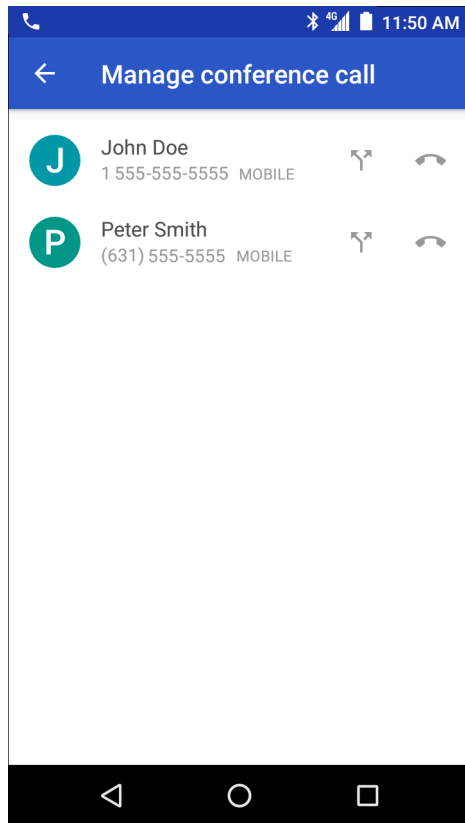 4G 11:50 AM
Manage conference call
J
John Doe
1 555-555-5555 MOBILE
P
Peter Smith
(631) 555-5555 MOBILE